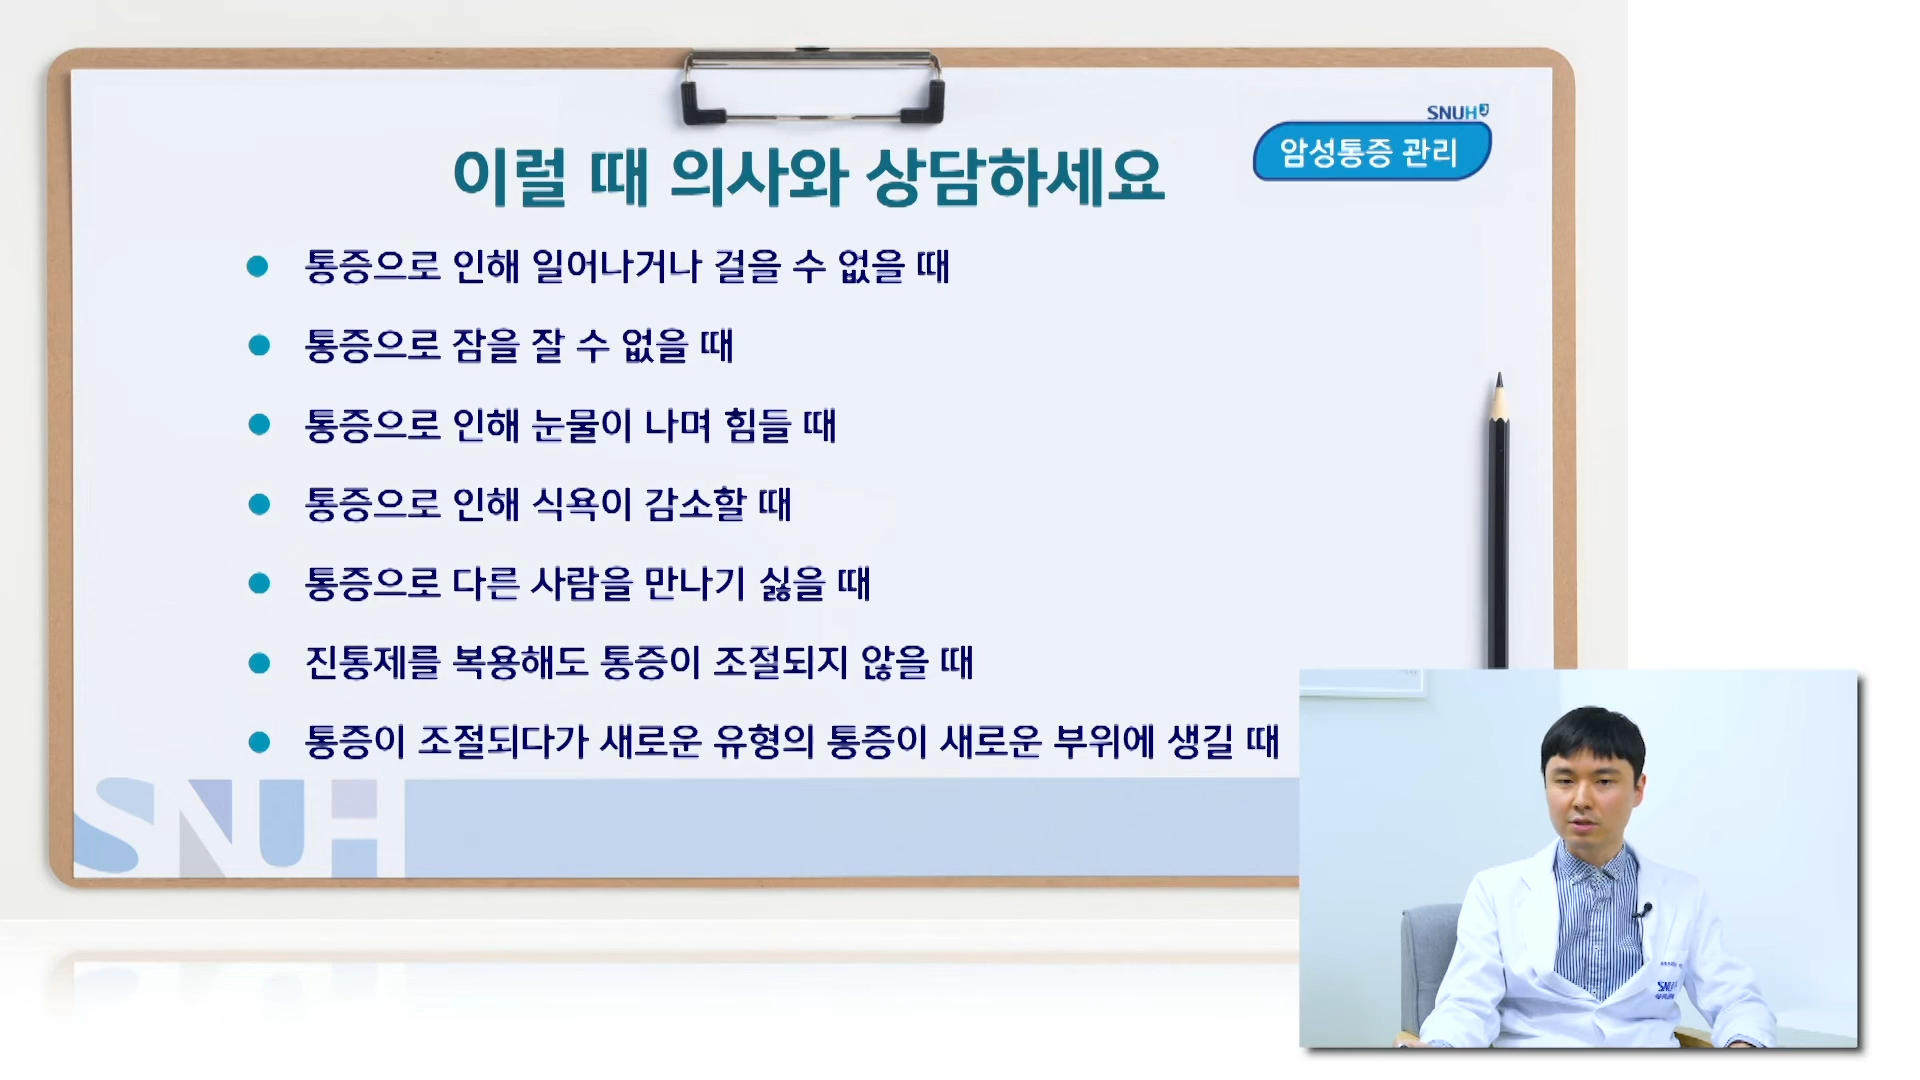 SNUH
암성통증 관리
이럴 때 의사와 상담하세요
통증으로 인해 일어나거나 걸을 수 없을 때
통증으로 잠을 잘 수 없을 때
통증으로 인해 눈물이 나며 힘들 때
통증으로 인해 식욕이 감소할 때
통증으로 다른 사람을 만나기 싫을 때
진통제를 복용해도 통증이 조절되지 않을 때
통증이 조절되다가 새로운 유형의 통증이 새로운 부위에 생길 때
SNUH